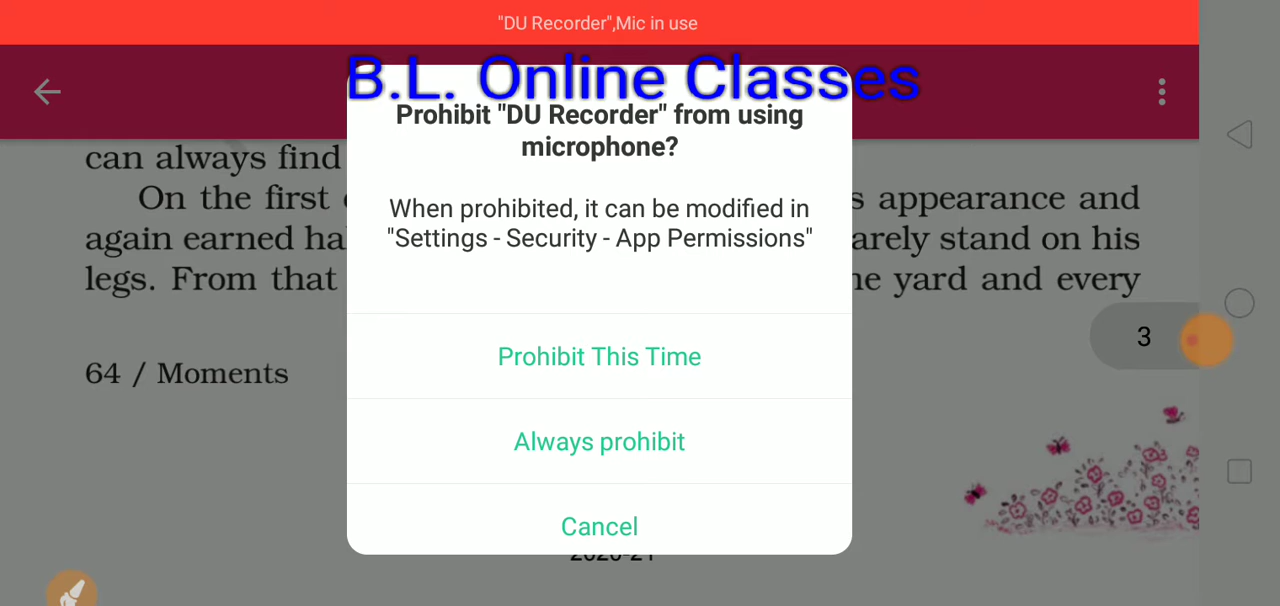 "DU Recorder",Mic in use
B.L. Online Classes
Prohibit "DU Recorder" from using
microphone?
When prohibited, it can be modified in
"Settings - Security - App Permissions"
Prohibit This Time
Always prohibit
Cancel
can always find
On the first
s appearance and
again earned ha
arely stand on his
legs. From that
he yard and every
3
64 / Moments
2020-21